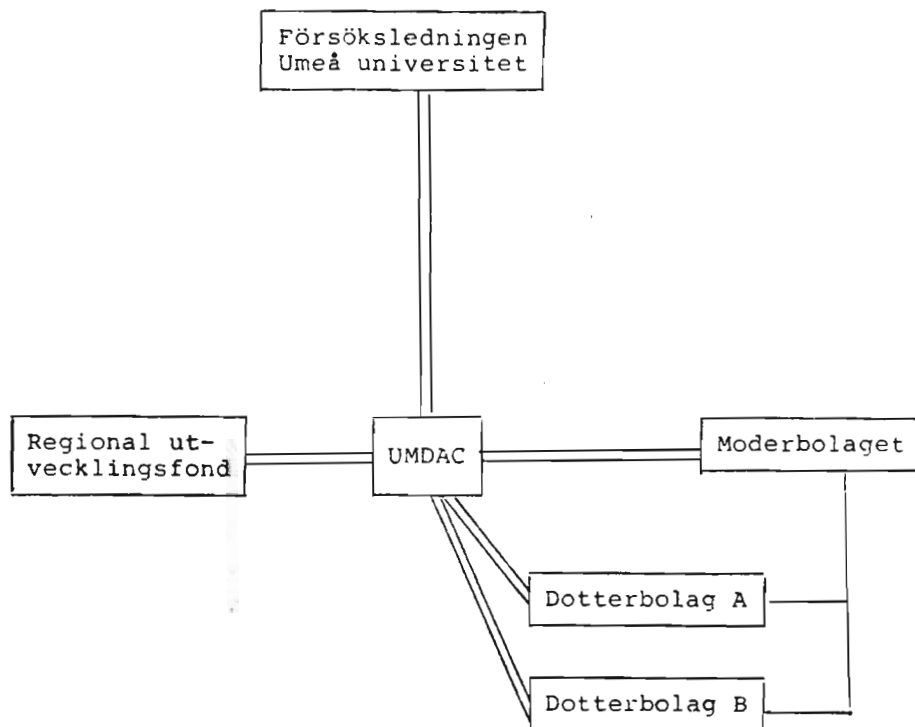 Försöksledningen
Umeå universitet
Regional ut-
vecklingsfond
UMDAC
Moderbolaget
Dotterbolag A
Dotterbolag B